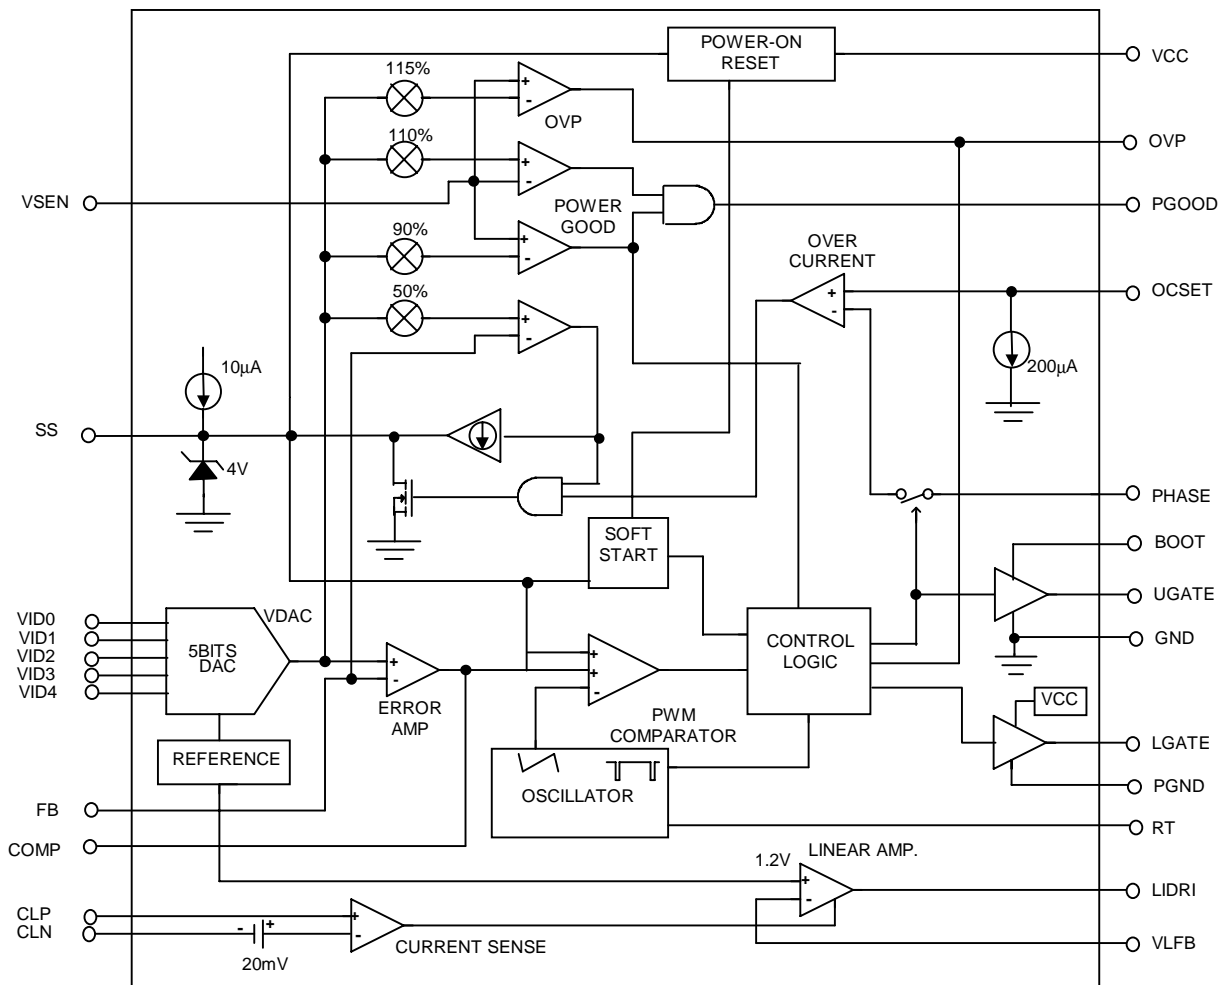 POWER-ON
RESET
VCC
115%
+
-
OVP
OVP
110%
+
-
VSEN
POWER
GOOD
PGOOD
90%
+
-
OVER
CURRENT
50%
+
-
+
-
OCSET
10μA
200μA
SS
4V
PHASE
SOFT
START
BOOT
UGATE
GND
VID0
VID1
VID2
VID3
VID4
5BITS
DAC
VDAC
+
-
ERROR
AMP
+
+
-
PWM
COMPARATOR
CONTROL
LOGIC
VCC
LGATE
PGND
REFERENCE
OSCILLATOR
RT
FB
COMP
1.2V
LINEAR AMP.
+
-
LIDRI
CLP
CLN
- +
20mV
+
-
CURRENT SENSE
VLFB